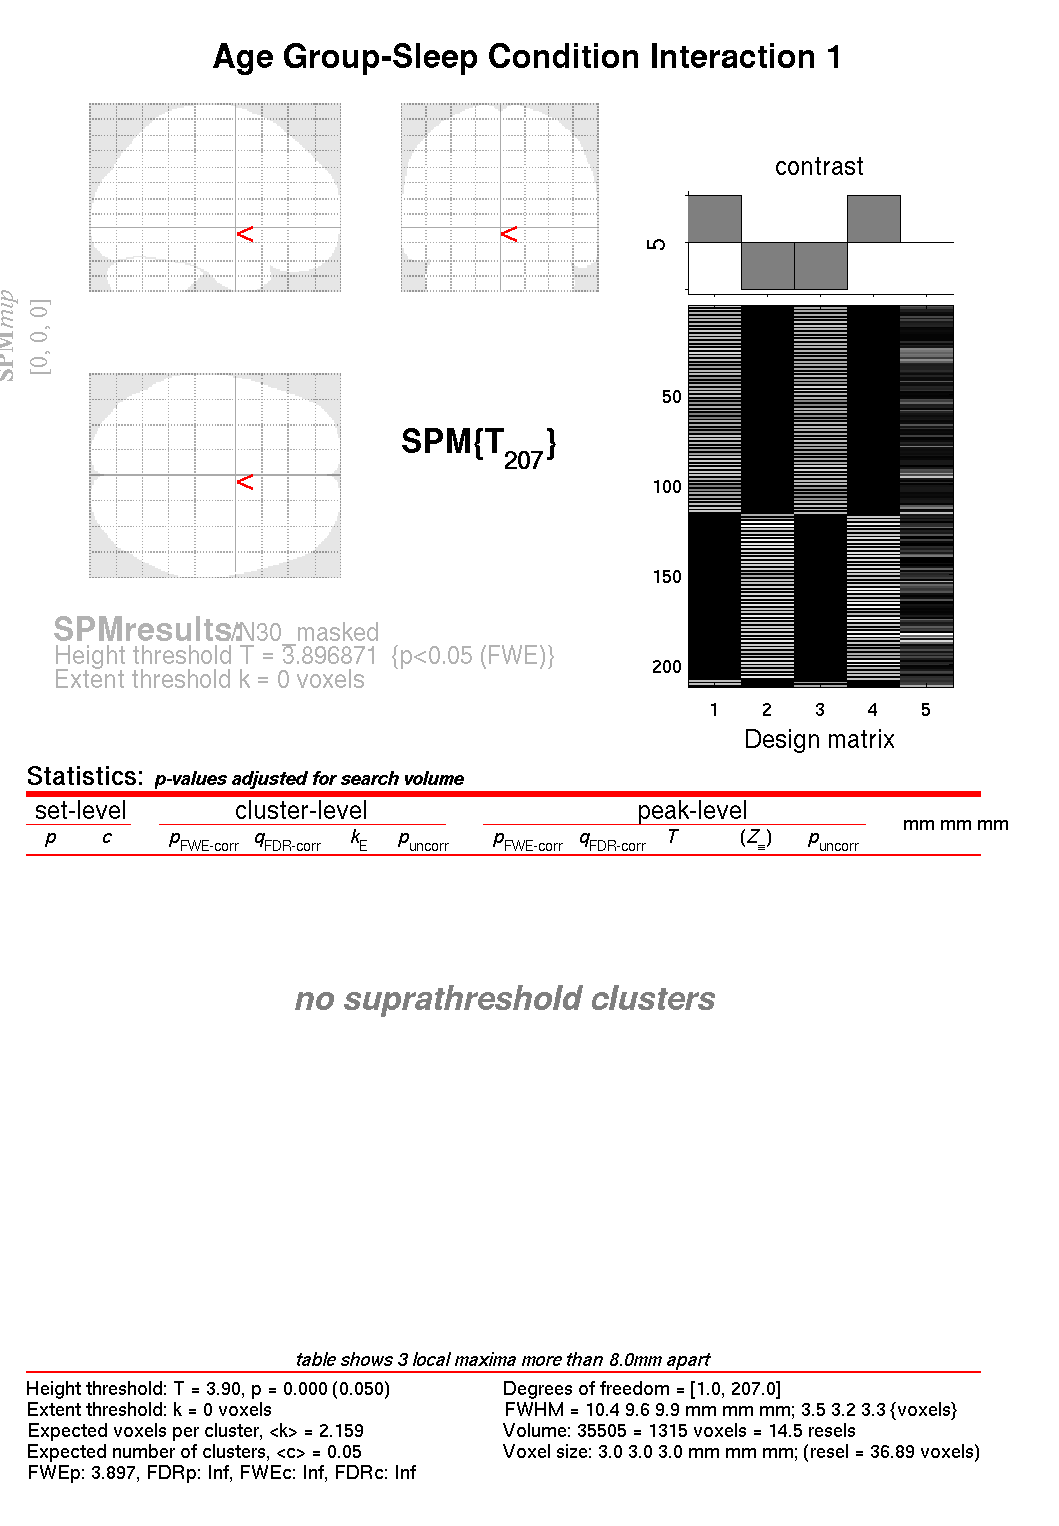 Age Group-Sleep Condition Interaction 1
SPMmip
[0, 0, 0]
contrast
5
50
100
150
200
1 2 3 4 5
Design matrix
SPM{T207}
SPMresults: ./N30_masked
Height threshold T = 3.896871 {p<0.05 (FWE)}
Extent threshold k = 0 voxels
Statistics: p-values adjusted for search volume
set-level cluster-level peak-level mm mm mm
p c pFWE-corr qFDR-corr kE puncorr pFWE-corr qFDR-corr T (Z≡) puncorr
no suprathreshold clusters
table shows 3 local maxima more than 8.0mm apart
Height threshold: T = 3.90, p = 0.000 (0.050)
Extent threshold: k = 0 voxels
Expected voxels per cluster, <k> = 2.159
Expected number of clusters, <c> = 0.05
FWEp: 3.897, FDRp: Inf, FWEc: Inf, FDRc: Inf
Degrees of freedom = [1.0, 207.0]
FWHM = 10.4 9.6 9.9 mm mm mm; 3.5 3.2 3.3 {voxels}
Volume: 35505 = 1315 voxels = 14.5 resels
Voxel size: 3.0 3.0 3.0 mm mm mm; (resel = 36.89 voxels)